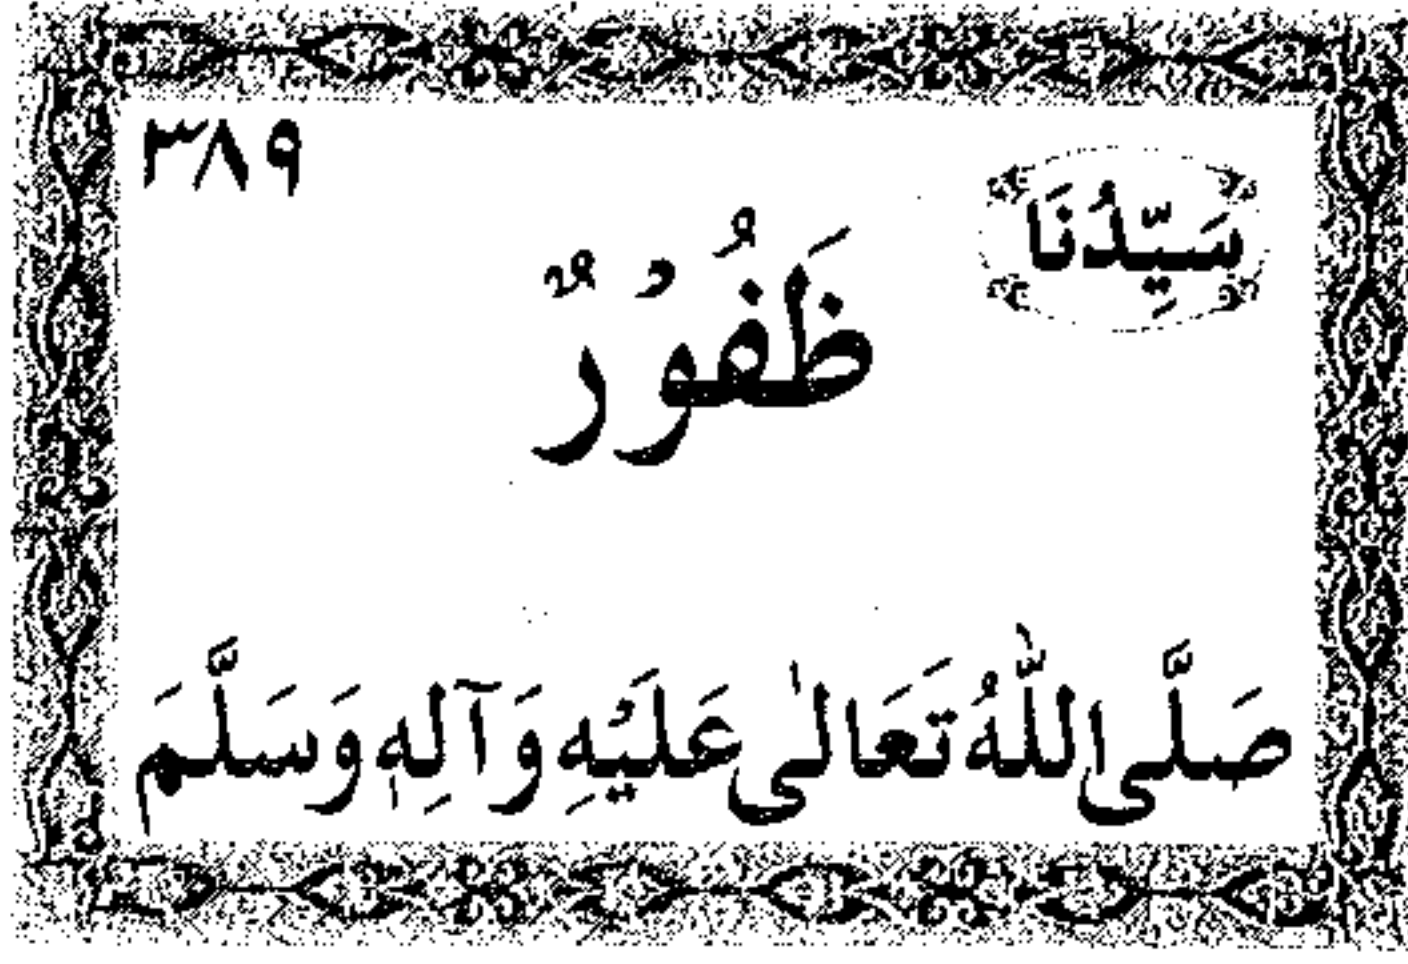 ٣٨٩
سَيِّدُنَا
ظَفُوْرٌ
صَلَّى اللّٰهُ تَعَالٰى عَلَيْهِ وَآلِهٖ وَسَلَّمَ